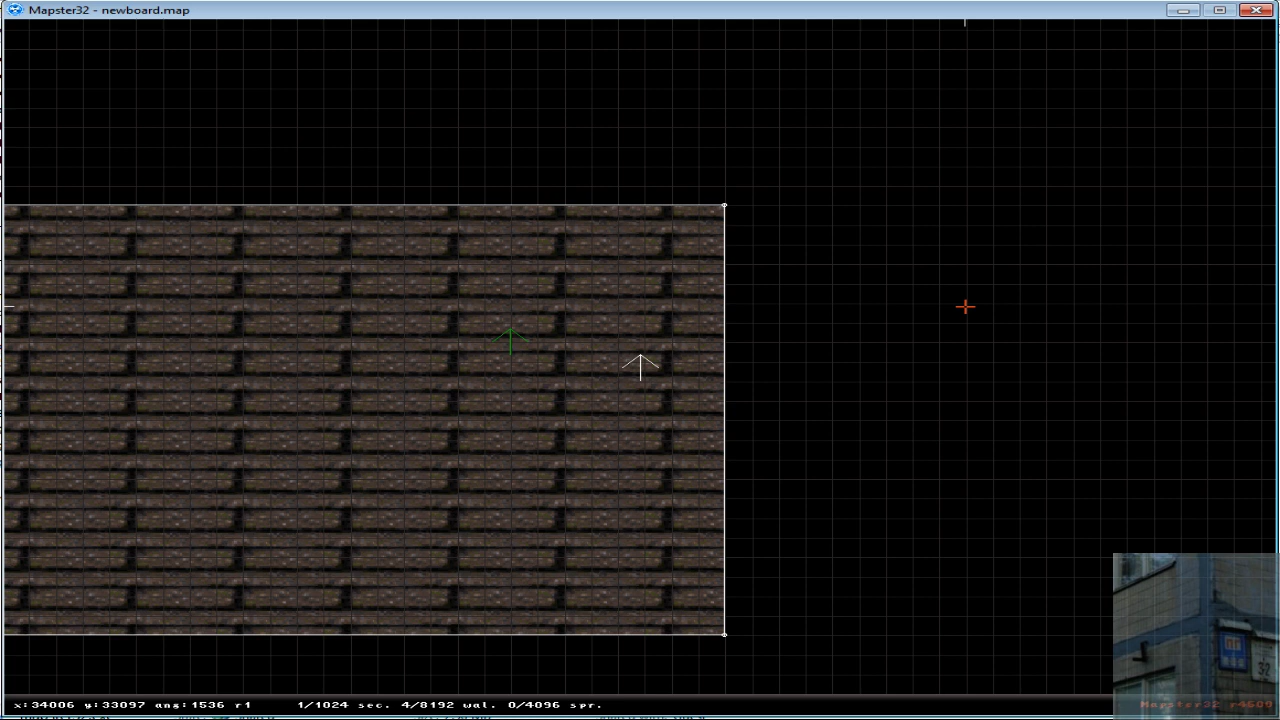 Mapster32 - newboard.map
32
x:34006 y:33097 ang:1536 r1 1/1024 sec. 4/8192 wal. 0/4096 spr.
Mapster32 r4509